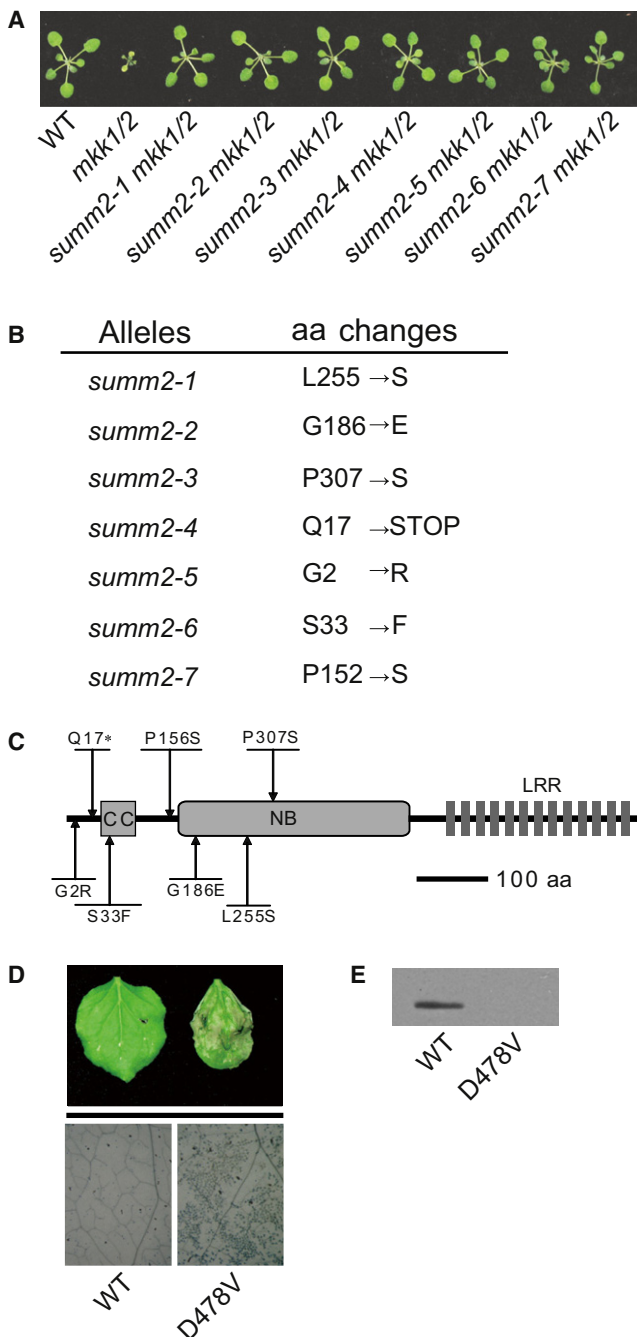 A
WT
mkk1/2
summ2-1 mkk1/2
summ2-2 mkk1/2
summ2-3 mkk1/2
summ2-4 mkk1/2
summ2-5 mkk1/2
summ2-6 mkk1/2
summ2-7 mkk1/2
B
Alleles aa changes
summ2-1 L255 →S
summ2-2 G186 →E
summ2-3 P307 →S
summ2-4 Q17 →STOP
summ2-5 G2 →R
summ2-6 S33 →F
summ2-7 P152 →S
C
Q17* P156S P307S
LRR
CC NB
G2R G186E 100 aa
S33F L255S
D E
WT D478V
WT D478V